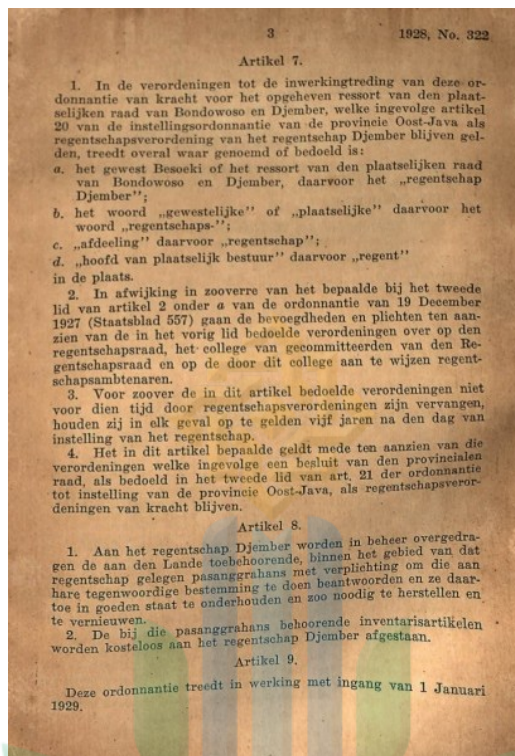 3 1928, No. 322
Artikel 7.
1. In de verordeningen tot de inwerkingtreding van deze or-
donnantie van kracht voor het opgeheven ressort van den plaat-
selijken raad van Bondowoso en Djember, welke ingevolge artikel
20 van de instellingsordonnantie van de provincie Oost-Java als
regentschapsverordening van het regentschap Djember blijven gel-
den, treedt overal waar genoemd of bedoeld is:
a. het gewest Besoeki of het ressort van den plaatselijken raad
van Bondowoso en Djember, daarvoor het „regentschap
Djember";
b. het woord „gewestelijke" of „plaatselijke" daarvoor het
woord „regentschaps-";
c. „afdeeling" daarvoor „regentschap";
d. „hoofd van plaatselijk bestuur" daarvoor „regent"
in de plaats.
2. In afwijking in zooverre van het bepaalde bij het tweede
lid van artikel 2 onder a van de ordonnantie van 19 December
1927 (Staatsblad 557) gaan de bevoegdheden en plichten ten aan-
zien van de in het vorig lid bedoelde verordeningen over op den
regentschapsraad, het college van gecommitteerden van den Re-
gentschapsraad en op de door dit college aan te wijzen regent-
schapsambtenaren.
3. Voor zoover de in dit artikel bedoelde verordeningen niet
voor dien tijd door regentschapsverordeningen zijn vervangen,
houden zij in elk geval op te gelden vijf jaren na den dag van
instelling van het regentschap.
4. Het in dit artikel bepaalde geldt mede ten aanzien van die
verordeningen welke ingevolge een besluit van den provincialen
raad, als bedoeld in het tweede lid van art. 21 der ordonnantie
tot instelling van de provincie Oost-Java, als regentschapsveror-
deningen van kracht blijven.
Artikel 8.
1. Aan het regentschap Djember worden in beheer overgedra-
gen de aan den Lande toebehoorende, binnen het gebied van dat
regentschap gelegen pasanggrahans met verplichting om die aan
hare tegenwoordige bestemming te doen beantwoorden en ze daar-
toe in goeden staat te onderhouden en zoo noodig te herstellen en
te vernieuwen.
2. De bij die pasanggrahans behoorende inventarisartikelen
worden kosteloos aan het regentschap Djember afgestaan.
Artikel 9.
Deze ordonnantie treedt in werking met ingang van 1 Januari
1929.